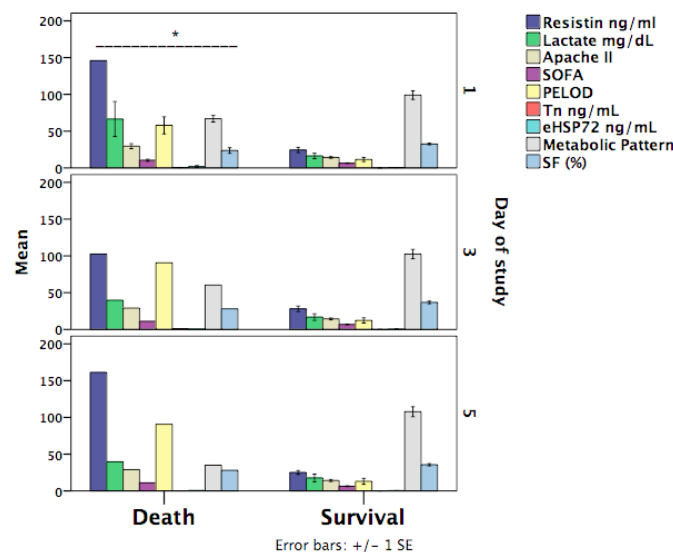 200
150
100
50
0
*
1
200
150
100
50
0
3
200
150
100
50
0
5
Mean
Day of study
Death
Survival
Error bars: +/- 1 SE
Resistin ng/ml
Lactate mg/dL
Apache II
SOFA
PELOD
Tn ng/mL
eHSP72 ng/mL
Metabolic Pattern
SF (%)